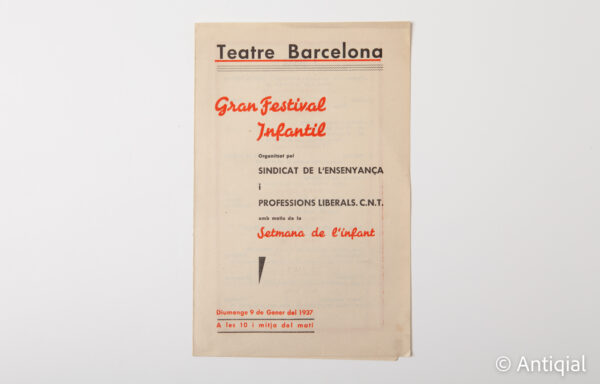 Teatre Barcelona
Gran Festival
Infantil
Organitzat pel
SINDICAT DE L'ENSENYANÇA
i
PROFESSIONS LIBERALS. C.N.T.
amb motiu de la
Setmana de l'infant
Diumenge 9 de Gener del 1937
A les 10 i mitja del matí
© Antiqial